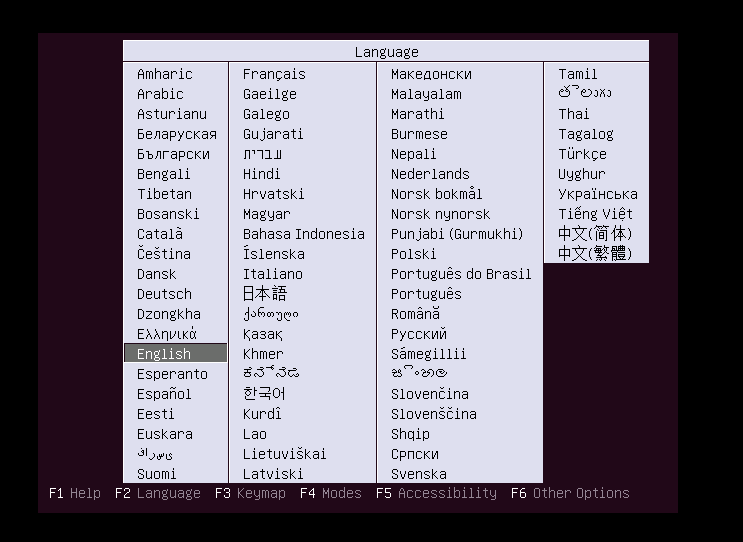 Language
Amharic
Arabic
Asturianu
Беларуская
Български
Bengali
Tibetan
Bosanski
Català
Čeština
Dansk
Deutsch
Dzongkha
Ελληνικά
English
Esperanto
Español
Eesti
Euskara
فارسی
Suomi
Français
Gaeilge
Galego
Gujarati
עברית
Hindi
Hrvatski
Magyar
Bahasa Indonesia
Íslenska
Italiano
日本語
ქართული
Қазақ
Khmer
ಕನ್ನಡ
한국어
Kurdî
Lao
Lietuviškai
Latviski
Македонски
Malayalam
Marathi
Burmese
Nepali
Nederlands
Norsk bokmål
Norsk nynorsk
Punjabi (Gurmukhi)
Polski
Português do Brasil
Português
Română
Русский
Sámegillii
සිංහල
Slovenčina
Slovenščina
Shqip
Српски
Svenska
Tamil
తెలుగు
Thai
Tagalog
Türkçe
Uyghur
Українська
Tiếng Việt
中文(简体)
中文(繁體)
F1 Help F2 Language F3 Keymap F4 Modes F5 Accessibility F6 Other Options